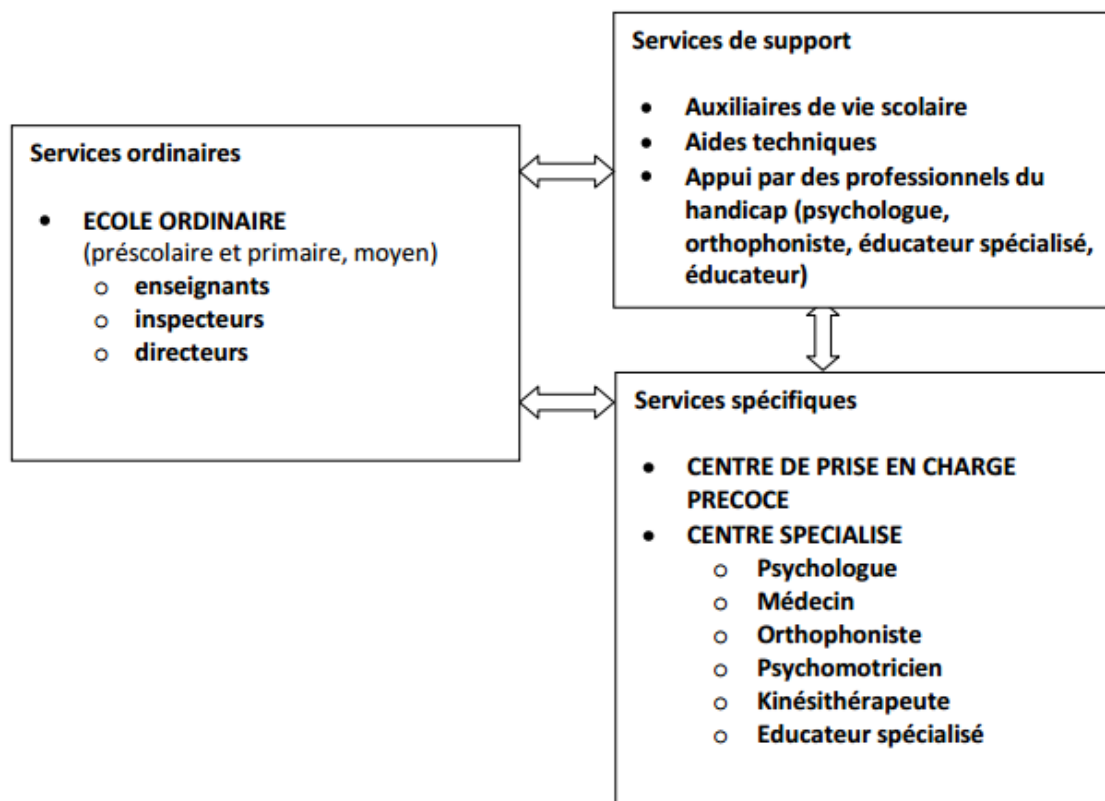 Services de support
• Auxiliaires de vie scolaire
• Aides techniques
• Appui par des professionnels du
handicap (psychologue,
orthophoniste, éducateur spécialisé,
éducateur)
Services ordinaires
• ECOLE ORDINAIRE
(préscolaire et primaire, moyen)
o enseignants
o inspecteurs
o directeurs
Services spécifiques
• CENTRE DE PRISE EN CHARGE
PRECOCE
• CENTRE SPECIALISE
o Psychologue
o Médecin
o Orthophoniste
o Psychomotricien
o Kinésithérapeute
o Educateur spécialisé